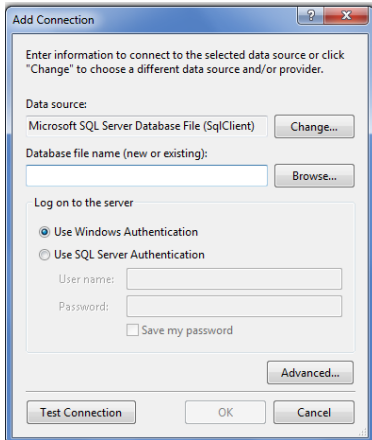 Add Connection
Enter information to connect to the selected data source or click
"Change" to choose a different data source and/or provider.
Data source:
Microsoft SQL Server Database File (SqlClient)
Change...
Database file name (new or existing):
Browse...
Log on to the server
Use Windows Authentication
Use SQL Server Authentication
User name:
Password:
Save my password
Advanced...
Test Connection
OK
Cancel